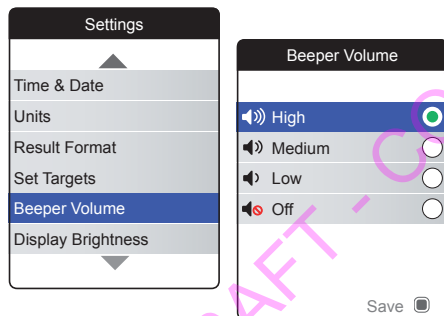 Settings
Time & Date
Units
Result Format
Set Targets
Beeper Volume
Display Brightness
Beeper Volume
High
Medium
Low
Off
Save